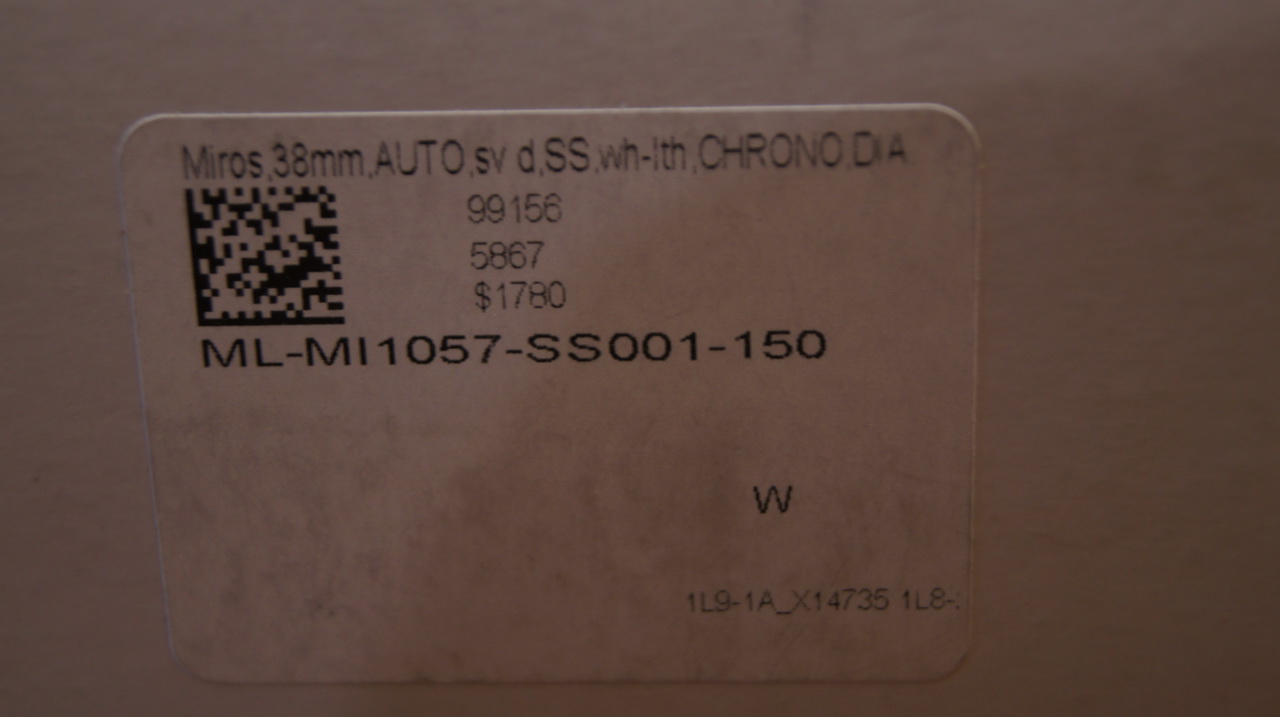 Miros,38mm,AUTO,sv d,SS,wh-lth,CHRONO,DIA
99156
5867
$1780
ML-MI1057-SS001-150
W
1L9-1A_X14735 1L8-